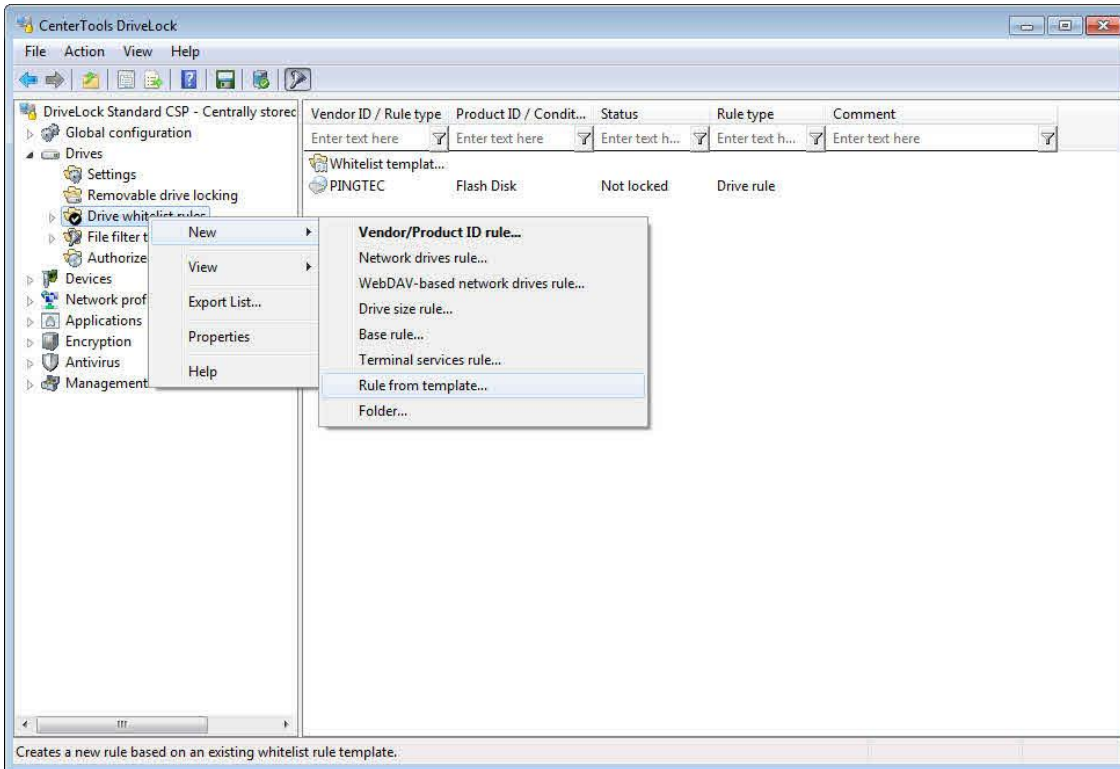 CenterTools DriveLock
File Action View Help
DriveLock Standard CSP - Centrally stored
Global configuration
Drives
Settings
Removable drive locking
Drive whitelist rules
File filter t
Authorize
Devices
Network prof
Applications
Encryption
Antivirus
Management
Vendor ID / Rule type Product ID / Condit... Status Rule type Comment
Enter text here Enter text here Enter text h... Enter text h... Enter text here
Whitelist templat...
PINGTEC Flash Disk Not locked Drive rule
New
View
Export List...
Properties
Help
Vendor/Product ID rule...
Network drives rule...
WebDAV-based network drives rule...
Drive size rule...
Base rule...
Terminal services rule...
Rule from template...
Folder...
Creates a new rule based on an existing whitelist rule template.